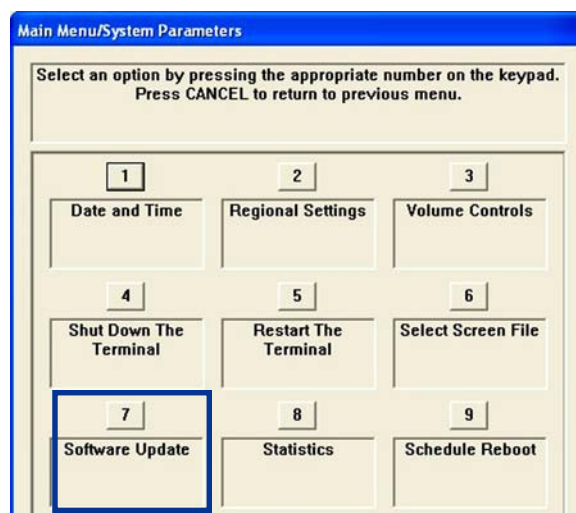 Main Menu/System Parameters
Select an option by pressing the appropriate number on the keypad.
Press CANCEL to return to previous menu.
1 2 3
Date and Time Regional Settings Volume Controls
4 5 6
Shut Down The Terminal Restart The Terminal Select Screen File
7 8 9
Software Update Statistics Schedule Reboot